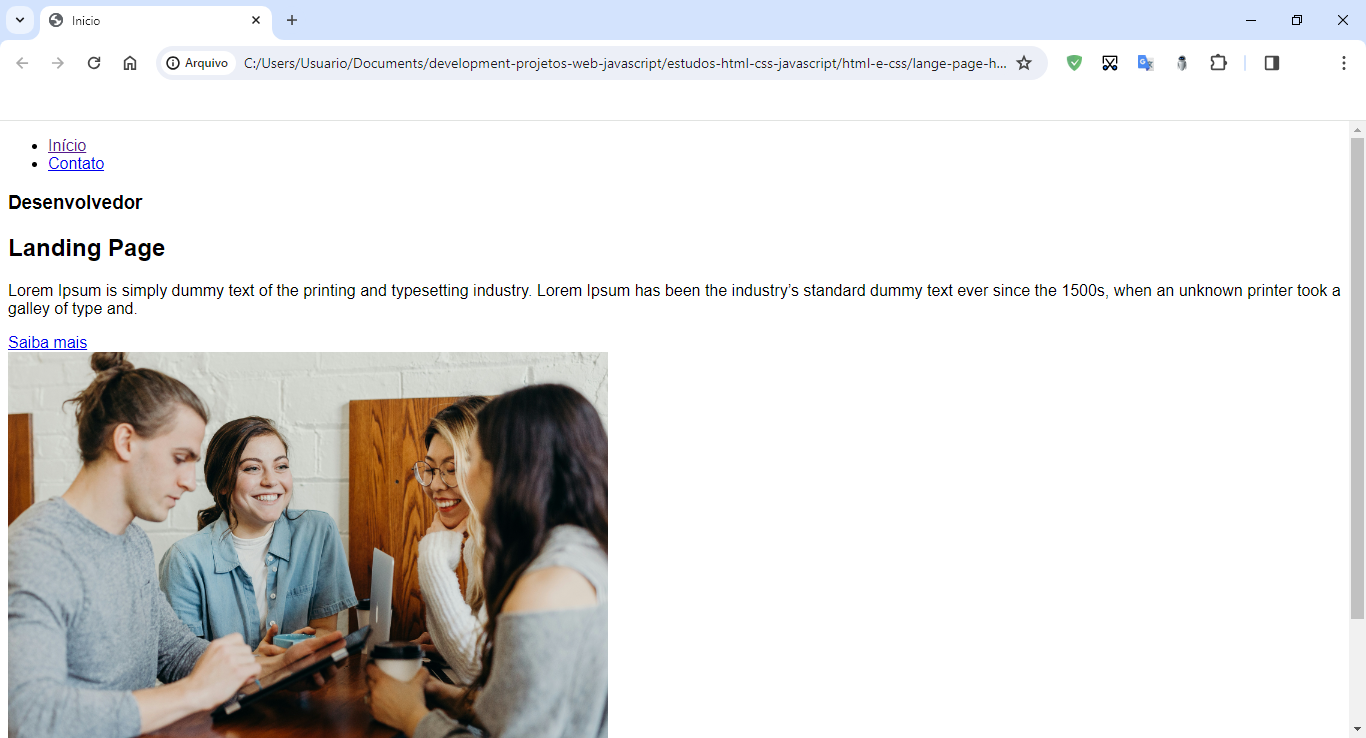 Inicio
Arquivo
C:/Users/Usuario/Documents/development-projetos-web-javascript/estudos-html-css-javascript/html-e-css/lange-page-h...
Início
Contato
Desenvolvedor
Landing Page
Lorem Ipsum is simply dummy text of the printing and typesetting industry. Lorem Ipsum has been the industry’s standard dummy text ever since the 1500s, when an unknown printer took a
galley of type and.
Saiba mais